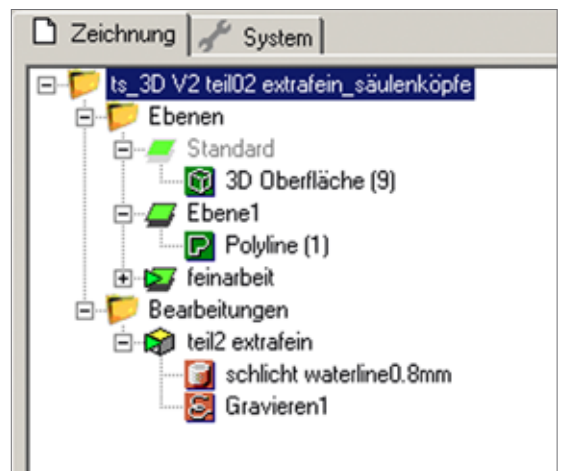 Zeichnung System
ts_3D V2 teil02 extrafein_säulenköpfe
Ebenen
Standard
3D Oberfläche (9)
Ebene1
Polyline (1)
feinarbeit
Bearbeitungen
teil2 extrafein
schlicht waterline0.8mm
Gravieren1